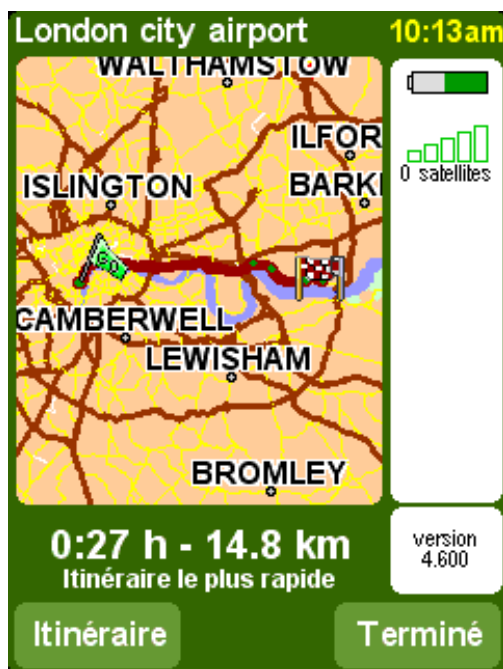 London city airport
10:13am
WALTHAMSTOW
ILFOR
ISLINGTON
BARKI
GO
CAMBERWELL
LEWISHAM
BROMLEY
0 satellites
0:27 h - 14.8 km
Itinéraire le plus rapide
version
4.600
Itinéraire
Terminé